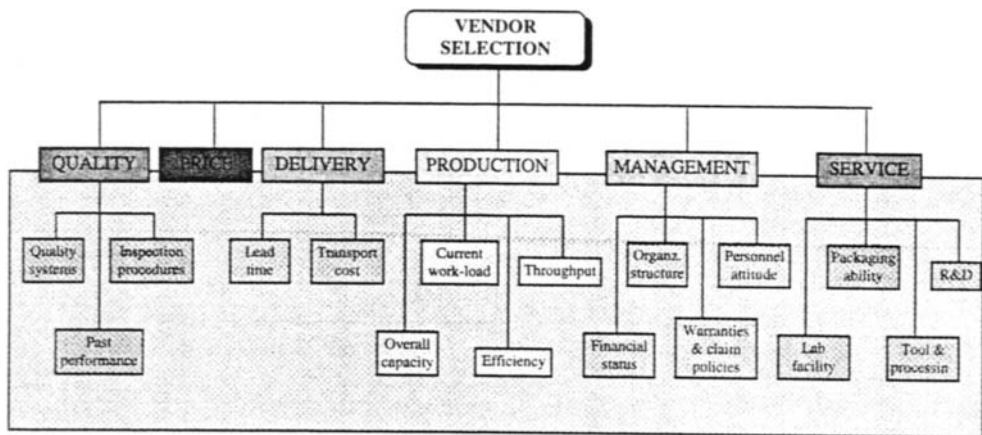 VENDOR
SELECTION
QUALITY
PRICE
DELIVERY
PRODUCTION
MANAGEMENT
SERVICE
Quality
systems
Inspection
procedures
Past
performance
Lead
time
Transport
cost
Current
work-load
Throughput
Overall
capacity
Efficiency
Organz.
structure
Personnel
attitude
Financial
status
Warranties
& claim
policies
Packaging
ability
R&D
Lab
facility
Tool &
processin